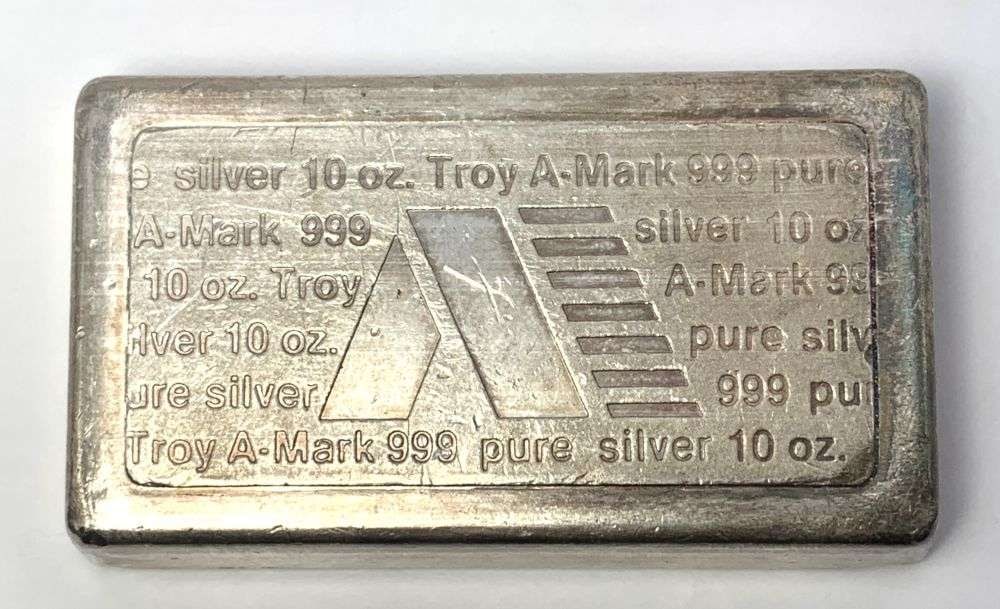 e silver 10 oz. Troy A-Mark 999 pure
A-Mark 999 silver 10 oz
10 oz. Troy A-Mark 99
lver 10 oz. pure silv
ure silver 999 pur
Troy A-Mark 999 pure silver 10 oz.